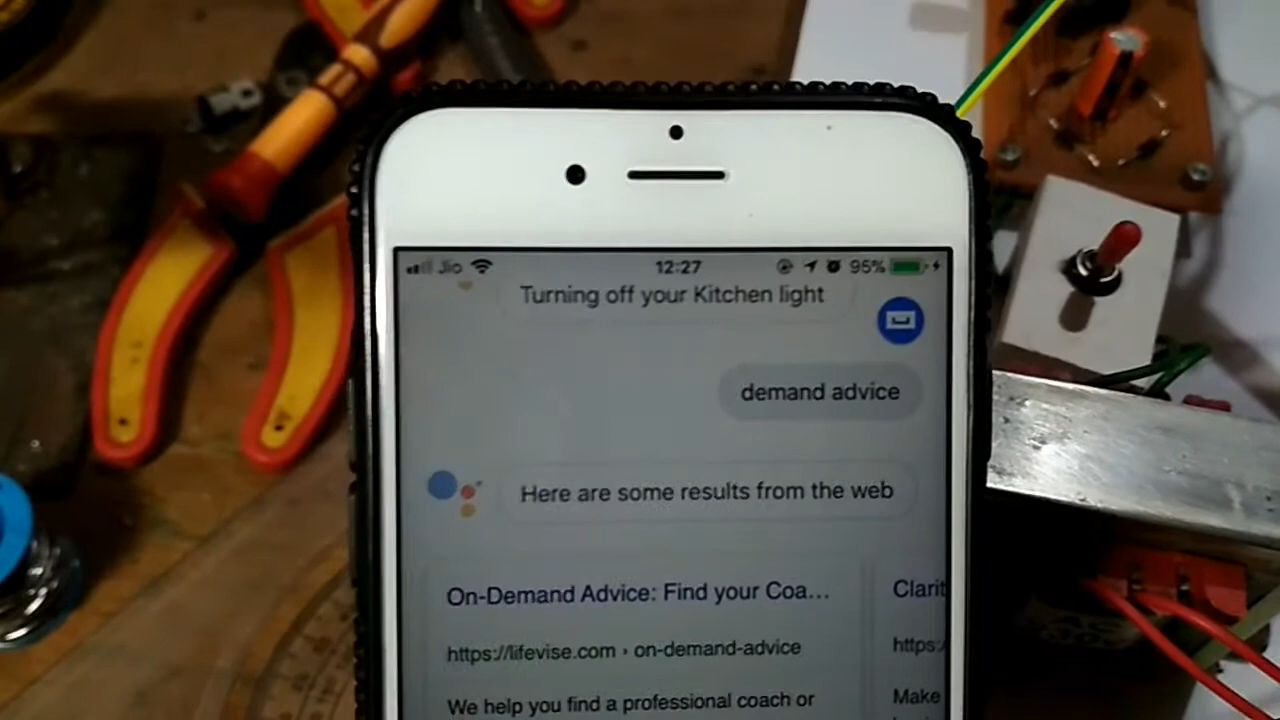 Jio 12:27 95%
Turning off your Kitchen light
demand advice
Here are some results from the web
On-Demand Advice: Find your Coa...
https://lifevise.com › on-demand-advice
We help you find a professional coach or
Clarit
https:/
Make